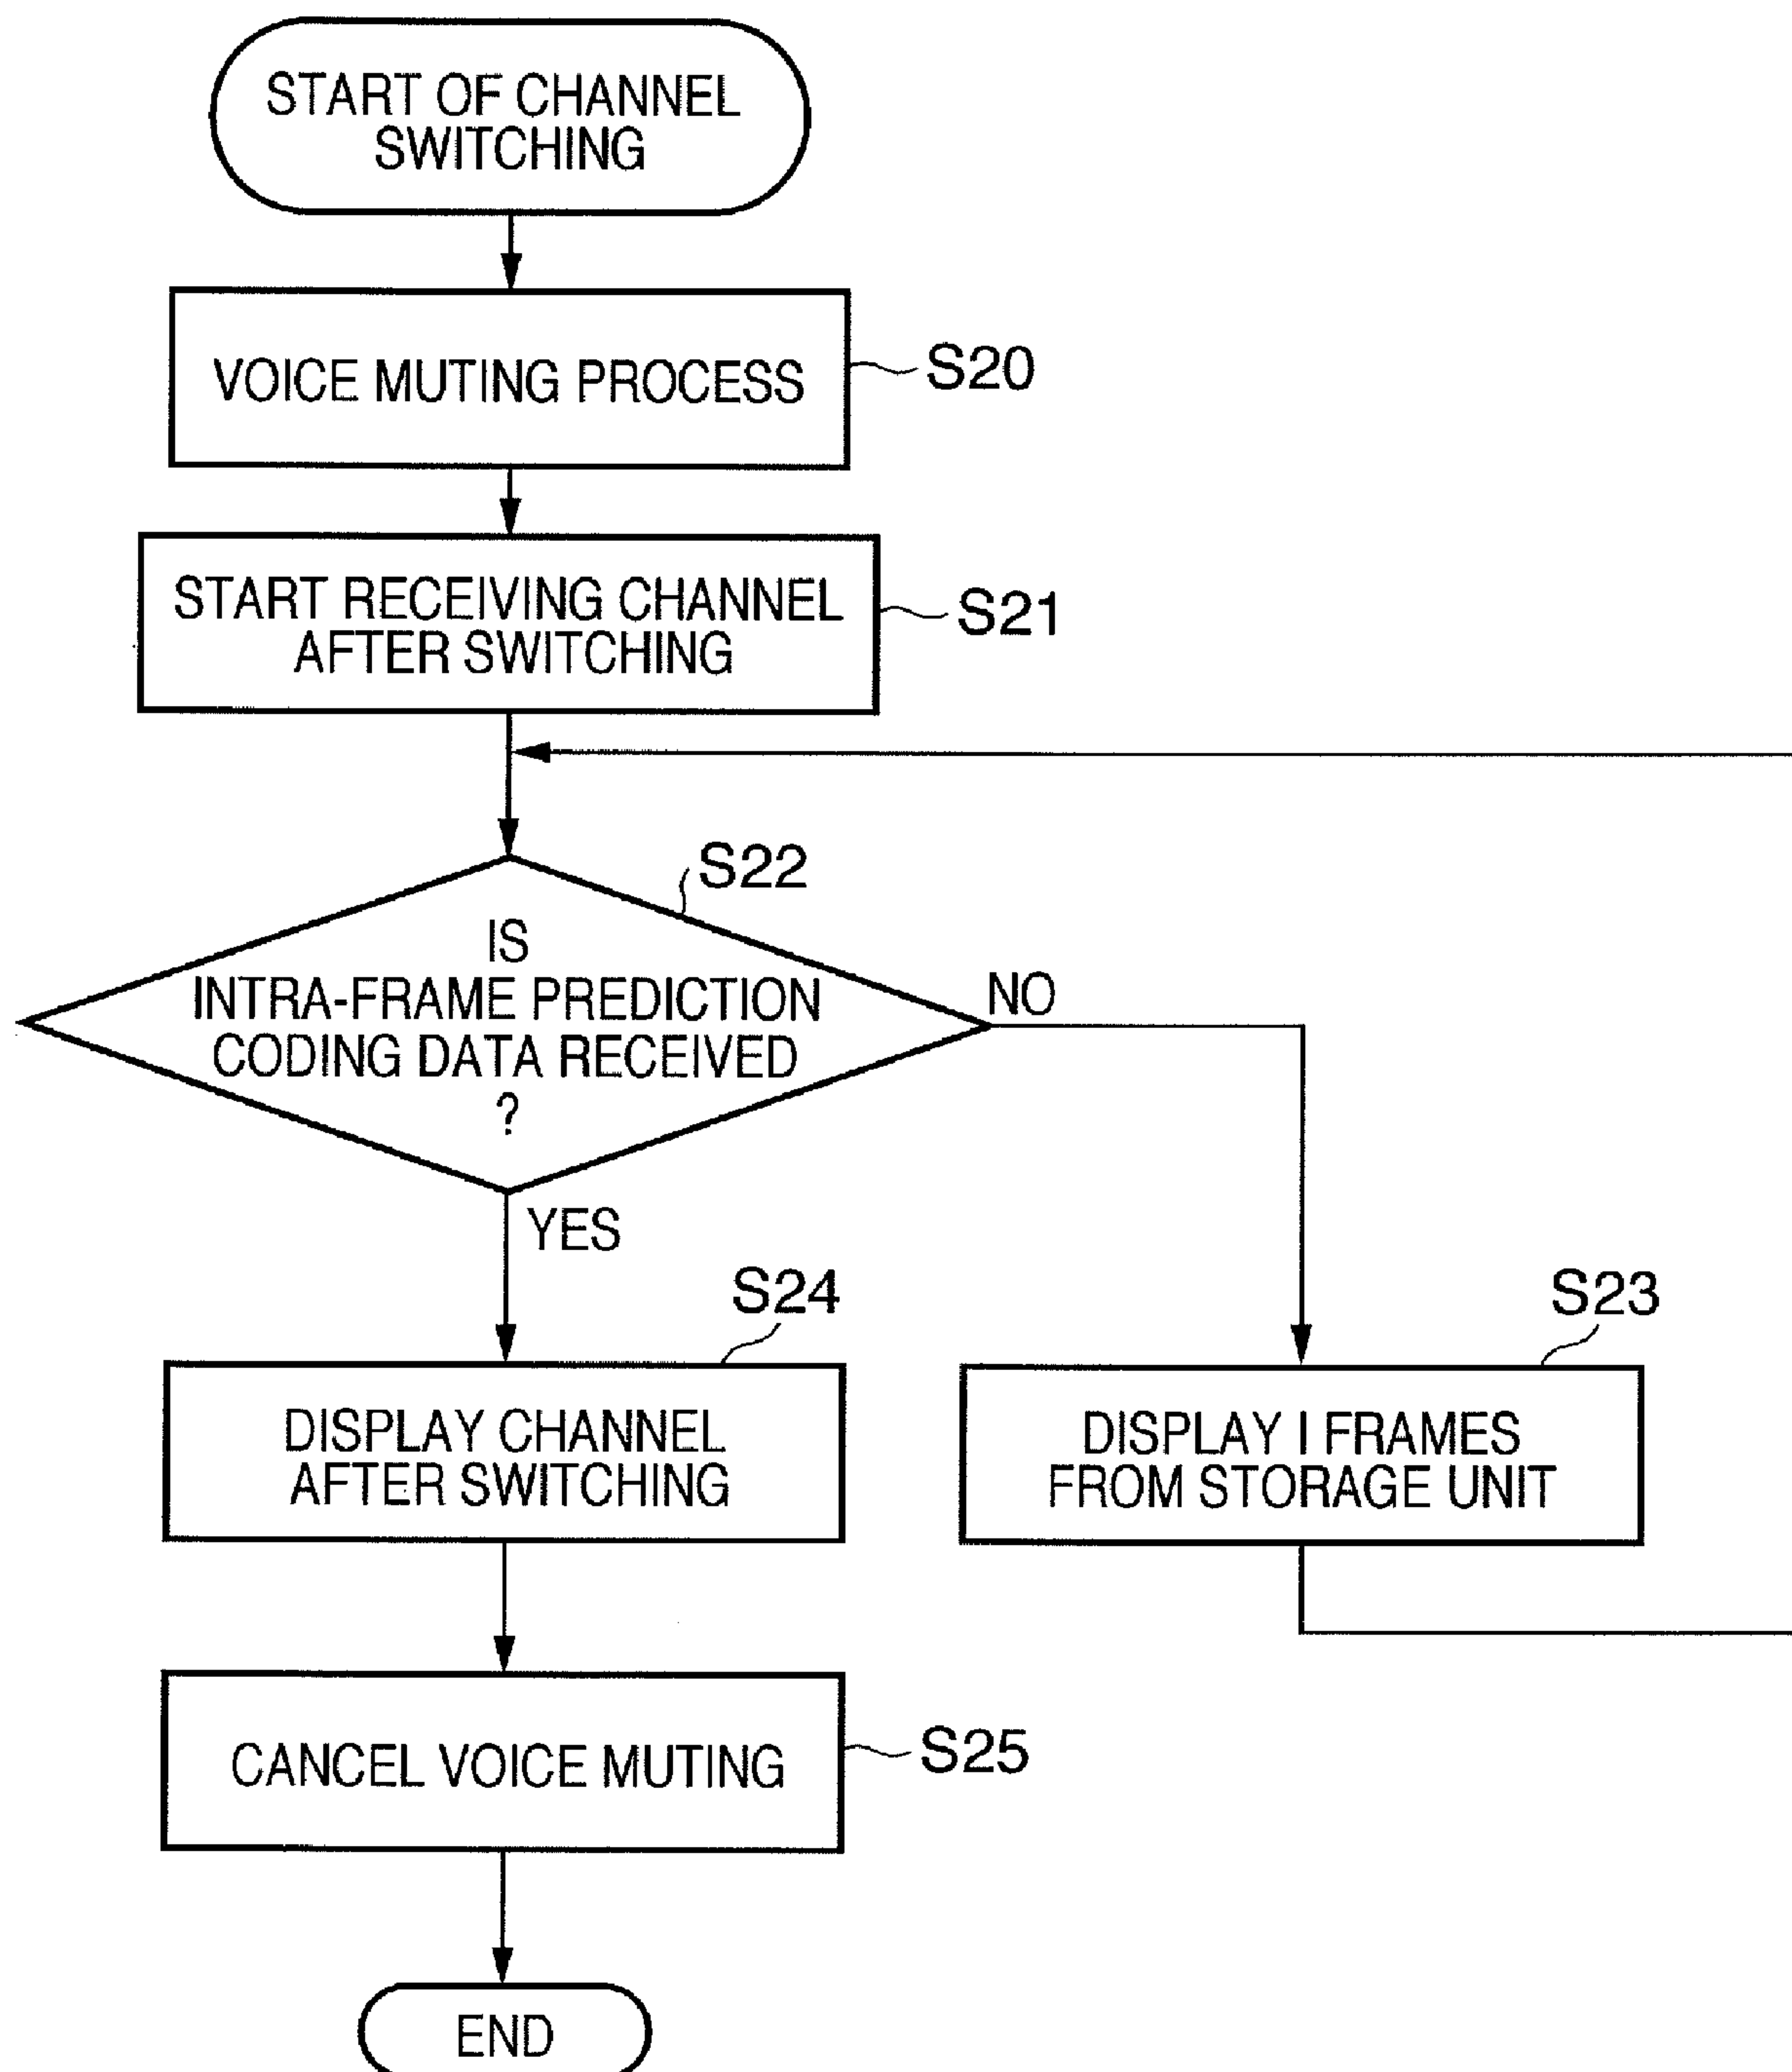 START OF CHANNEL
SWITCHING
VOICE MUTING PROCESS
S20
START RECEIVING CHANNEL
AFTER SWITCHING
S21
S22
IS
INTRA-FRAME PREDICTION
CODING DATA RECEIVED
?
NO
YES
S24
DISPLAY CHANNEL
AFTER SWITCHING
S23
DISPLAY I FRAMES
FROM STORAGE UNIT
CANCEL VOICE MUTING
S25
END